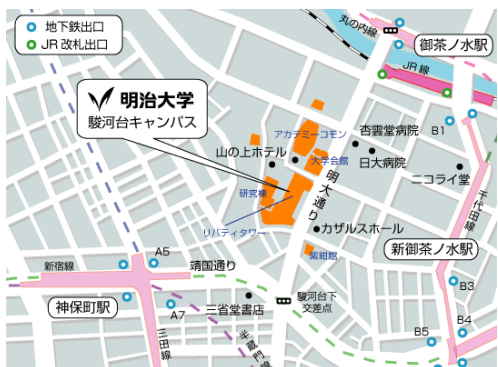 地下鉄出口
JR改札出口
丸の内線
御茶ノ水駅
JR線
明治大学
駿河台キャンパス
アカデミーコモン
杏雲堂病院
B1
山の上ホテル
大学会館
日大病院
ニコライ堂
明大通り
研究棟
千代田線
リバティタワー
カザルスホール
新御茶ノ水駅
紫紺館
A5
靖国通り
新宿線
B3
神保町駅
駿河台下
交差点
三省堂書店
A7
B4
B5
三田線
半蔵門線